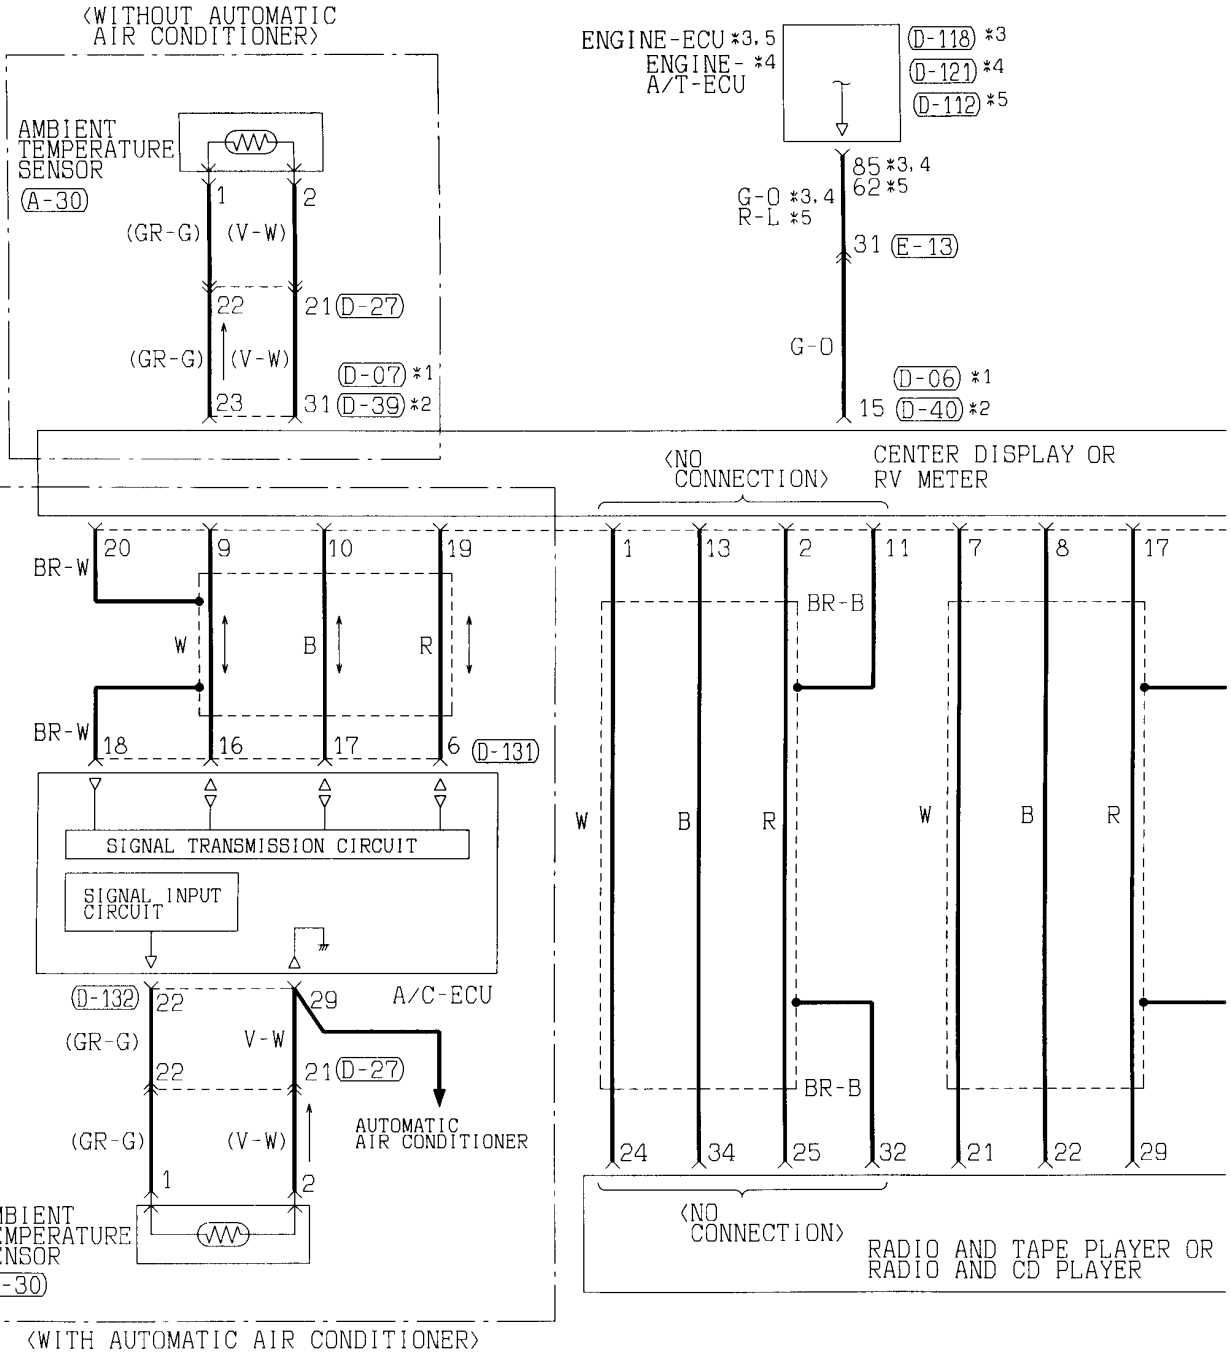 <WITHOUT AUTOMATIC
AIR CONDITIONER>
AMBIENT
TEMPERATURE
SENSOR
A-30
1 2
(GR-G) (V-W)
22 21 D-27
(GR-G) (V-W)
D-07 *1
23 31 D-39 *2
ENGINE-ECU *3,5
ENGINE- *4
A/T-ECU
D-118 *3
D-121 *4
D-112 *5
85 *3,4
62 *5
G-O *3,4
R-L *5
31 E-13
G-O
D-06 *1
15 D-40 *2
CENTER DISPLAY OR
RV METER
<NO
CONNECTION>
20 9 10 19 1 13 2 11 7 8 17
BR-W
BR-B
W B R
BR-W
18 16 17 6 D-131
W B R W B R
SIGNAL TRANSMISSION CIRCUIT
SIGNAL INPUT
CIRCUIT
D-132 22 29 A/C-ECU
(GR-G) V-W
22 21 D-27
BR-B
(GR-G) (V-W)
AUTOMATIC
AIR CONDITIONER
1 2
24 34 25 32 21 22 29
MBIENT
EMPERATURE
ENSOR
-30
<NO
CONNECTION>
RADIO AND TAPE PLAYER OR
RADIO AND CD PLAYER
<WITH AUTOMATIC AIR CONDITIONER>